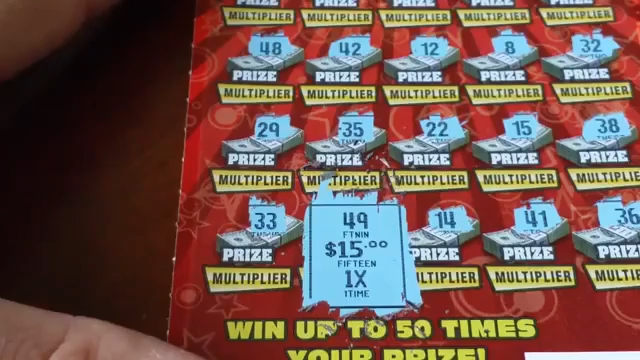 MULTIPLIER MULTIPLIER MULTIPLIER MULTIPLIER MULTIPLIER
48 42 12 8 32
PRIZE PRIZE PRIZE PRIZE PRIZE
MULTIPLIER MULTIPLIER MULTIPLIER MULTIPLIER MULTIPLIER
29 35 22 15 38
PRIZE PRIZE PRIZE PRIZE PRIZE
MULTIPLIER MULTIPLIER MULTIPLIER MULTIPLIER MULTIPLIER
33 49 14 41 36
FTNIN
PRIZE $15.00 PRIZE PRIZE PRIZE
FIFTEEN
MULTIPLIER 1X MULTIPLIER MULTIPLIER
1TIME
WIN UP TO 50 TIMES
YOUR PRIZE!